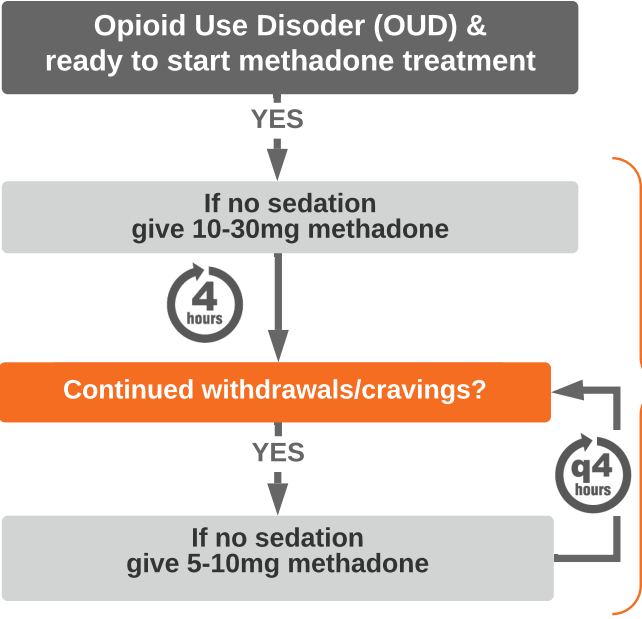 Opioid Use Disoder (OUD) &
ready to start methadone treatment
YES
If no sedation
give 10-30mg methadone
4
hours
Continued withdrawals/cravings?
YES
q4
hours
If no sedation
give 5-10mg methadone